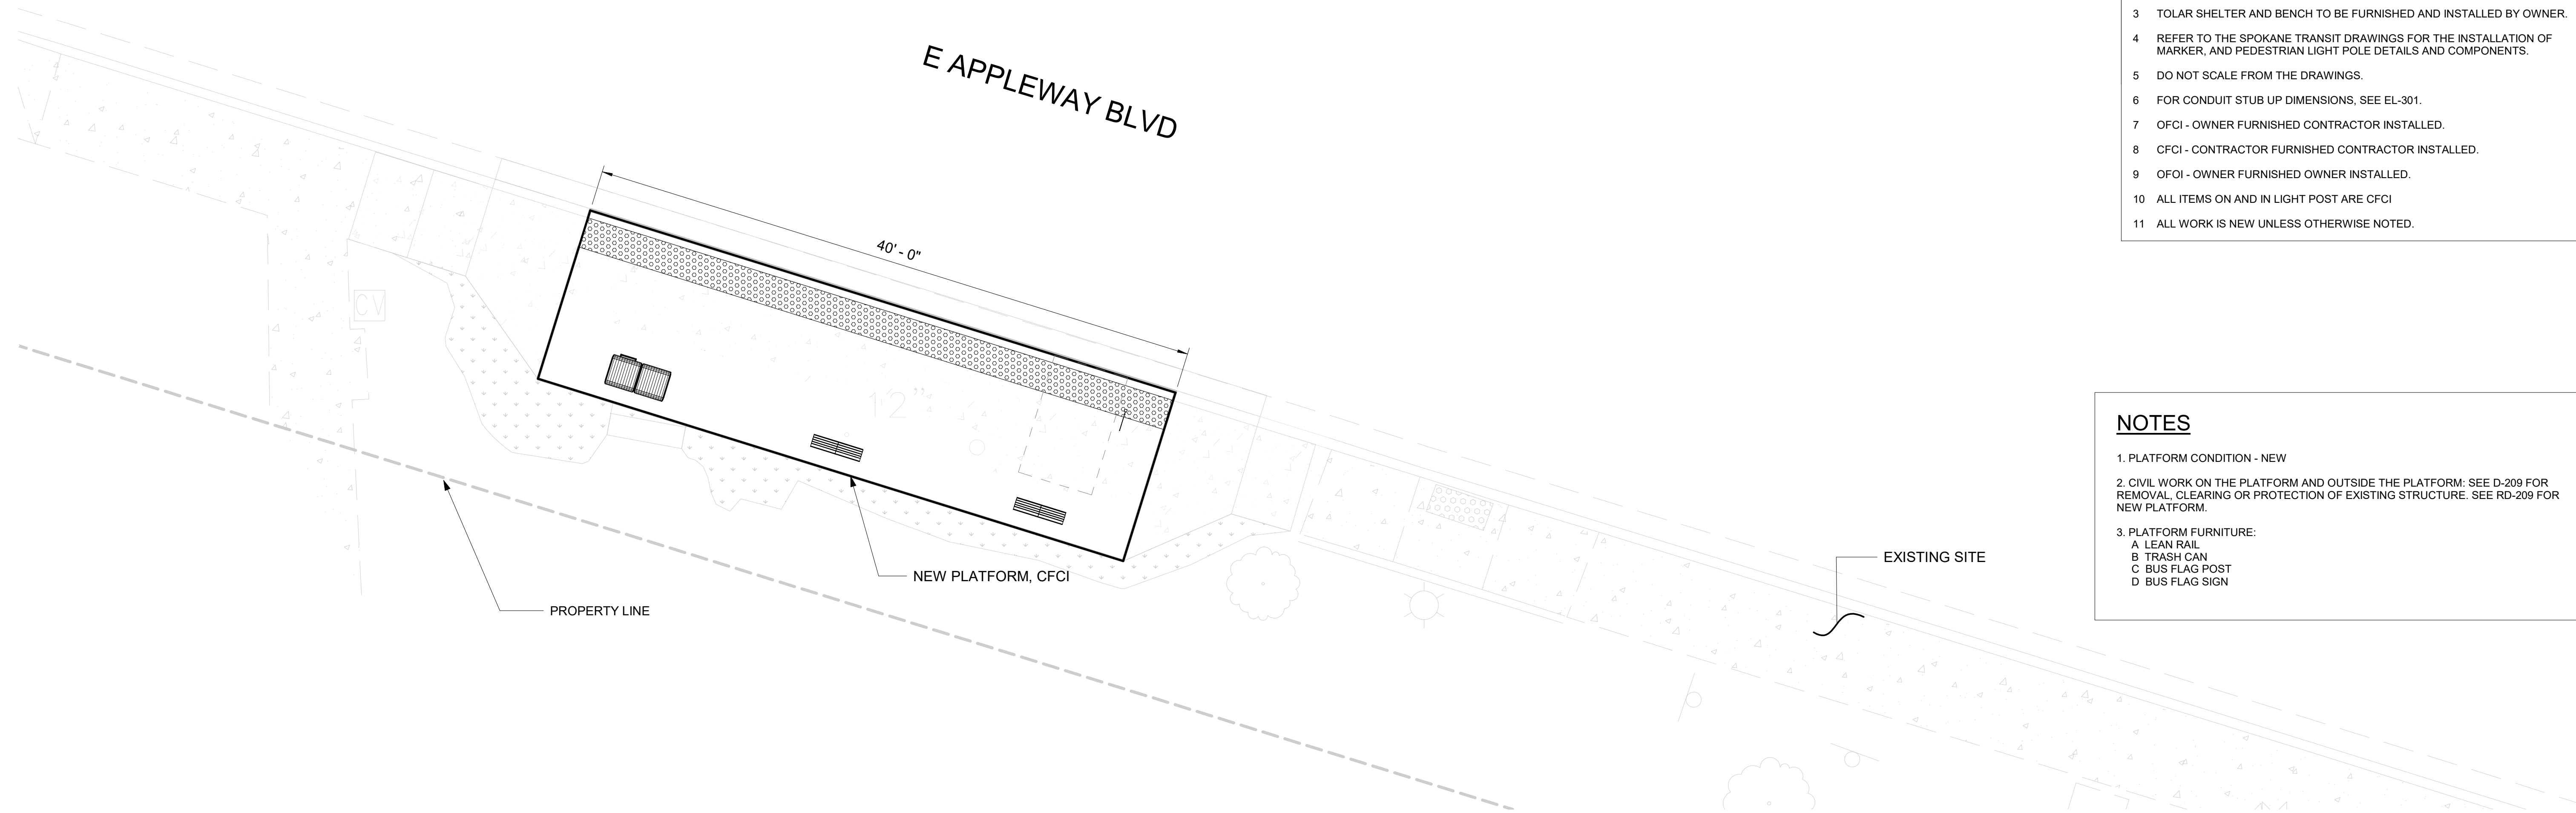 E APPLEWAY BLVD
40' - 0"
CV
12"
NEW PLATFORM, CFCI
PROPERTY LINE
EXISTING SITE
3 TOLAR SHELTER AND BENCH TO BE FURNISHED AND INSTALLED BY OWNER.
4 REFER TO THE SPOKANE TRANSIT DRAWINGS FOR THE INSTALLATION OF
MARKER, AND PEDESTRIAN LIGHT POLE DETAILS AND COMPONENTS.
5 DO NOT SCALE FROM THE DRAWINGS.
6 FOR CONDUIT STUB UP DIMENSIONS, SEE EL-301.
7 OFCI - OWNER FURNISHED CONTRACTOR INSTALLED.
8 CFCI - CONTRACTOR FURNISHED CONTRACTOR INSTALLED.
9 OFOI - OWNER FURNISHED OWNER INSTALLED.
10 ALL ITEMS ON AND IN LIGHT POST ARE CFCI
11 ALL WORK IS NEW UNLESS OTHERWISE NOTED.
NOTES
1. PLATFORM CONDITION - NEW
2. CIVIL WORK ON THE PLATFORM AND OUTSIDE THE PLATFORM: SEE D-209 FOR
REMOVAL, CLEARING OR PROTECTION OF EXISTING STRUCTURE. SEE RD-209 FOR
NEW PLATFORM.
3. PLATFORM FURNITURE:
A LEAN RAIL
B TRASH CAN
C BUS FLAG POST
D BUS FLAG SIGN